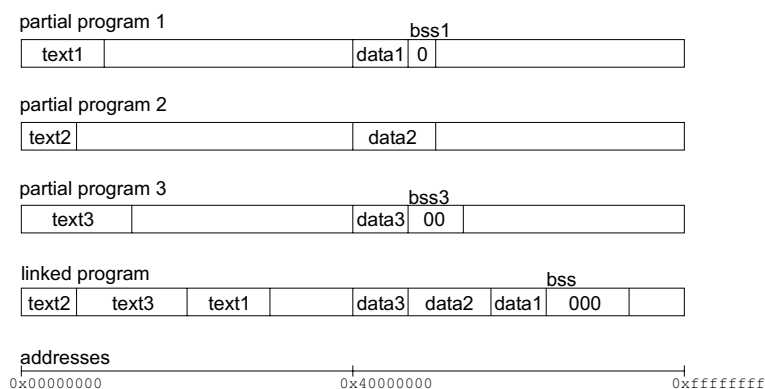 partial program 1
bss1
text1 data1 0
partial program 2
text2 data2
partial program 3
bss3
text3 data3 00
linked program
bss
text2 text3 text1 data3 data2 data1 000
addresses
0x00000000 0x40000000 0xffffffff